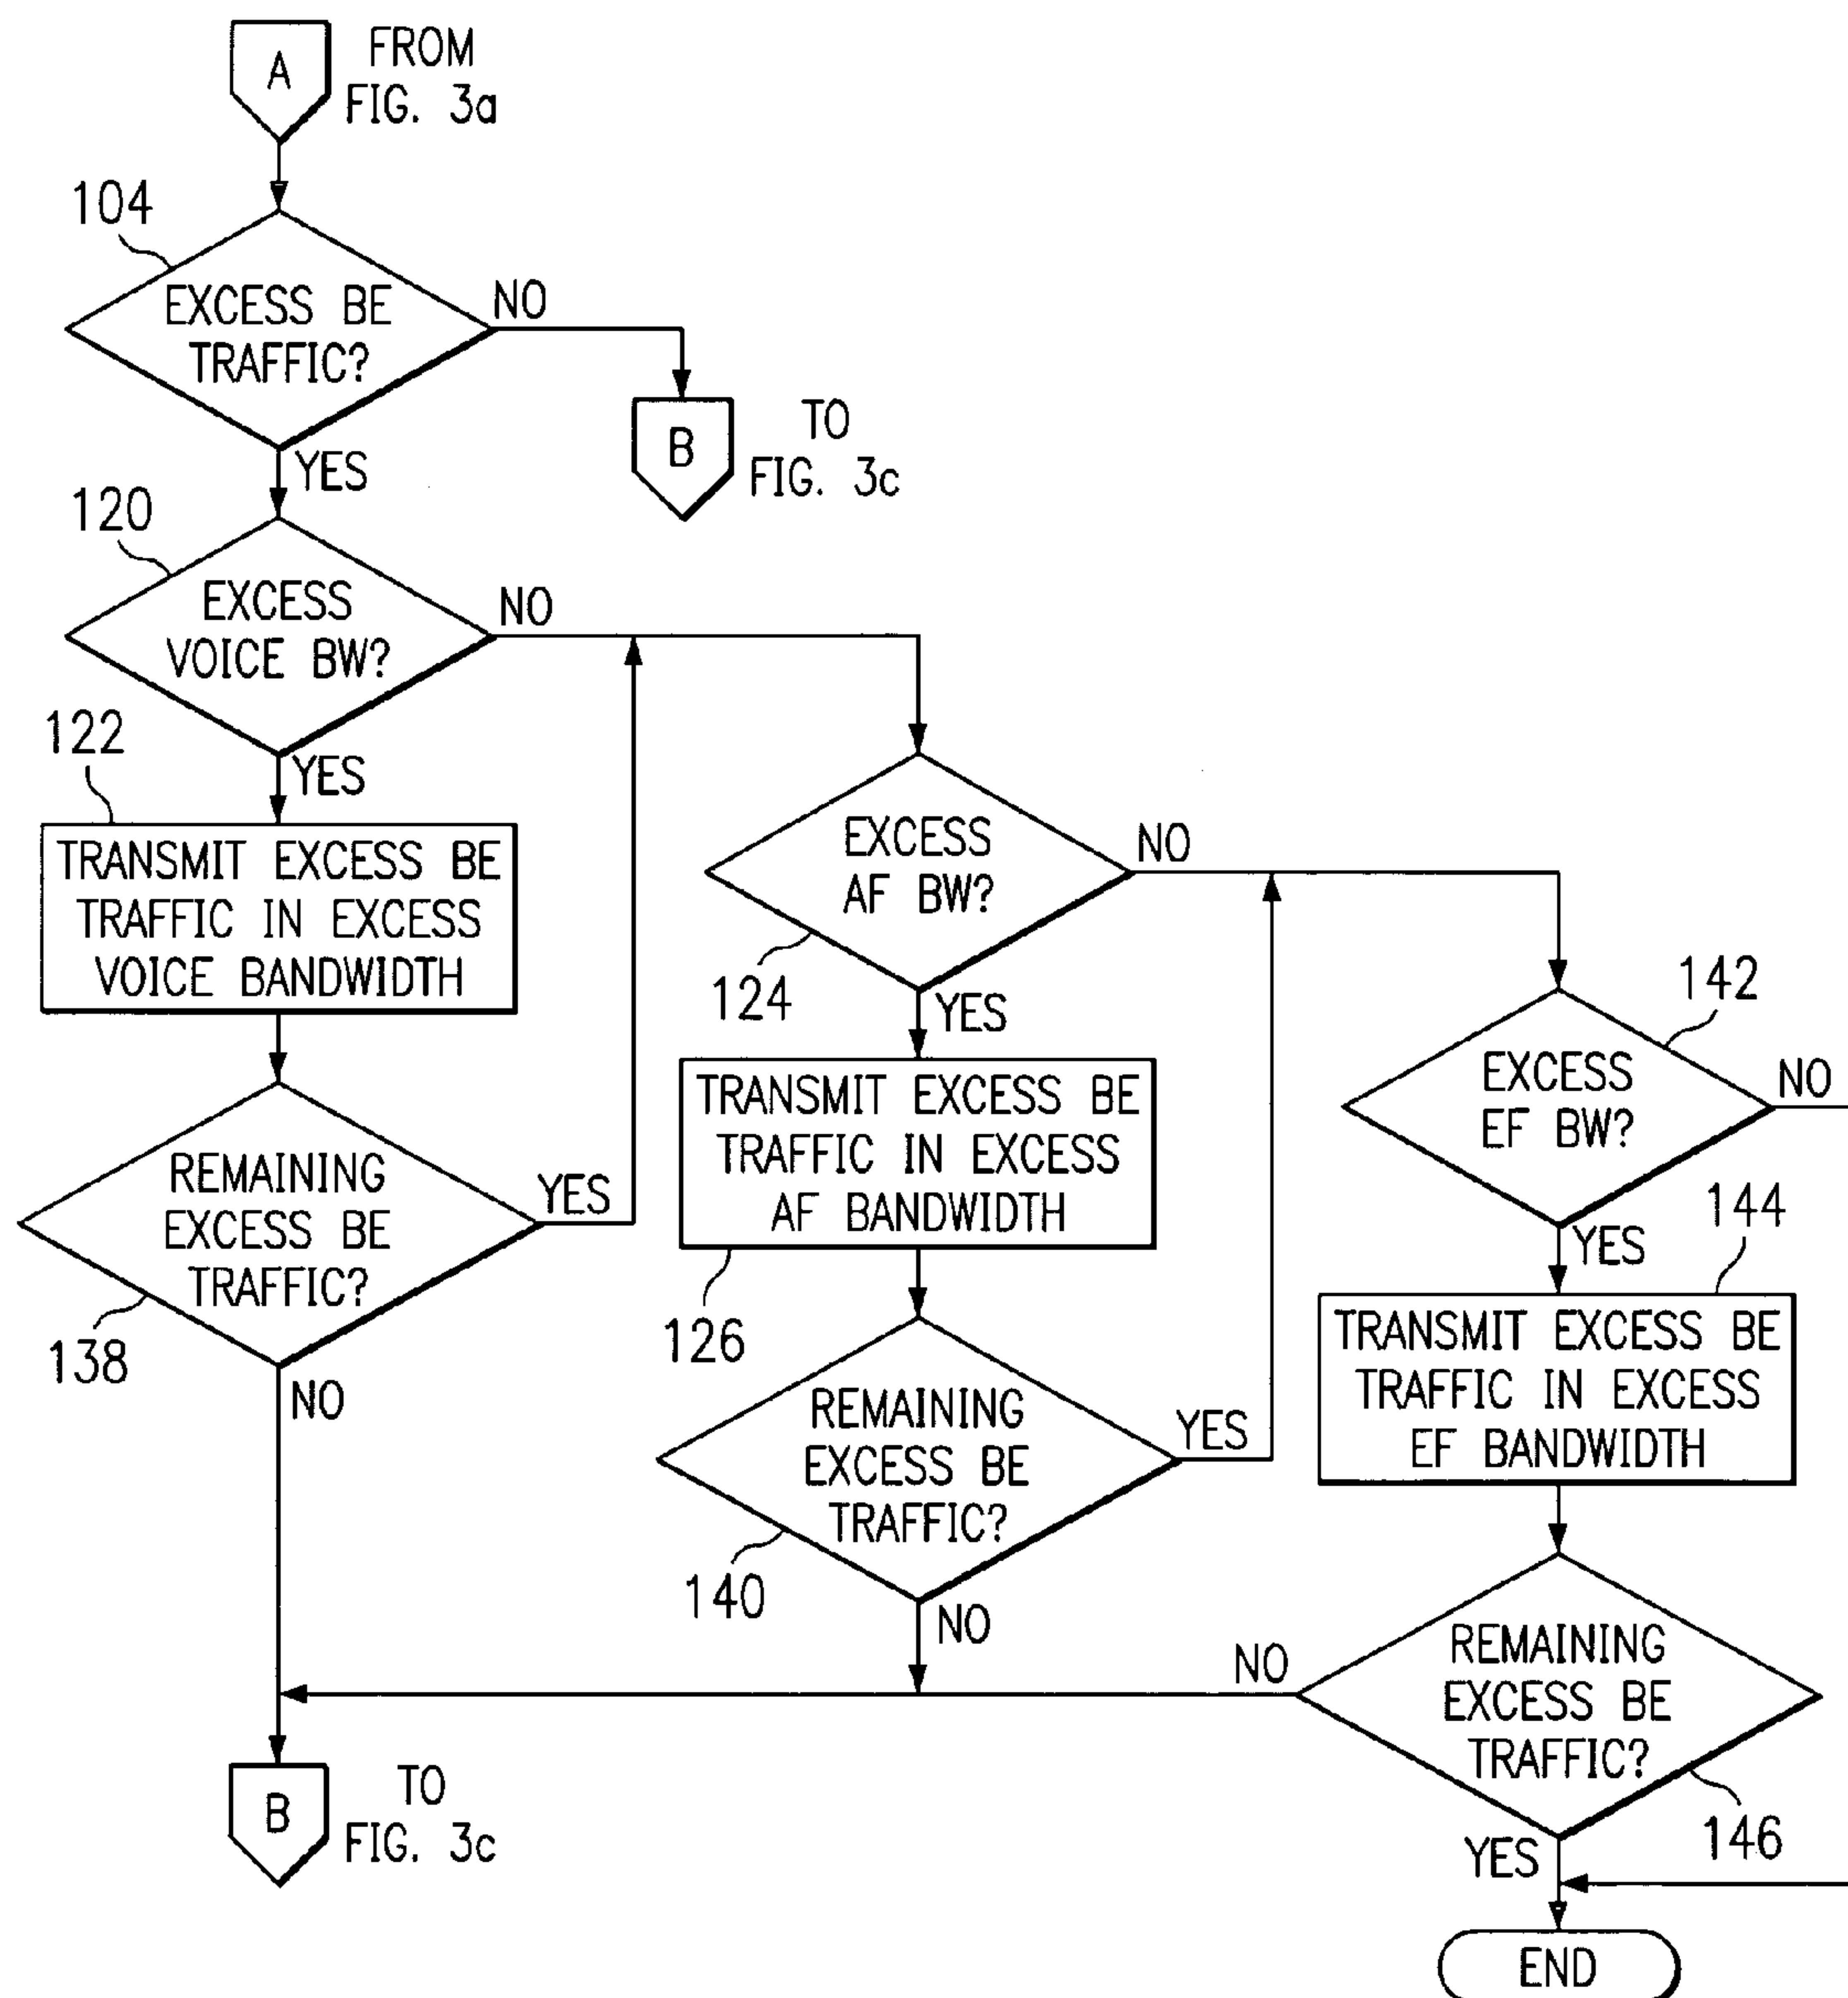 A
FROM
FIG. 3a
104
EXCESS BE
TRAFFIC?
NO
B
TO
FIG. 3c
YES
120
EXCESS
VOICE BW?
NO
YES
122
TRANSMIT EXCESS BE
TRAFFIC IN EXCESS
VOICE BANDWIDTH
REMAINING
EXCESS BE
TRAFFIC?
YES
138
NO
EXCESS
AF BW?
NO
124
YES
TRANSMIT EXCESS BE
TRAFFIC IN EXCESS
AF BANDWIDTH
126
REMAINING
EXCESS BE
TRAFFIC?
YES
140
NO
142
EXCESS
EF BW?
NO
YES
144
TRANSMIT EXCESS BE
TRAFFIC IN EXCESS
EF BANDWIDTH
REMAINING
EXCESS BE
TRAFFIC?
NO
146
YES
B
TO
FIG. 3c
END